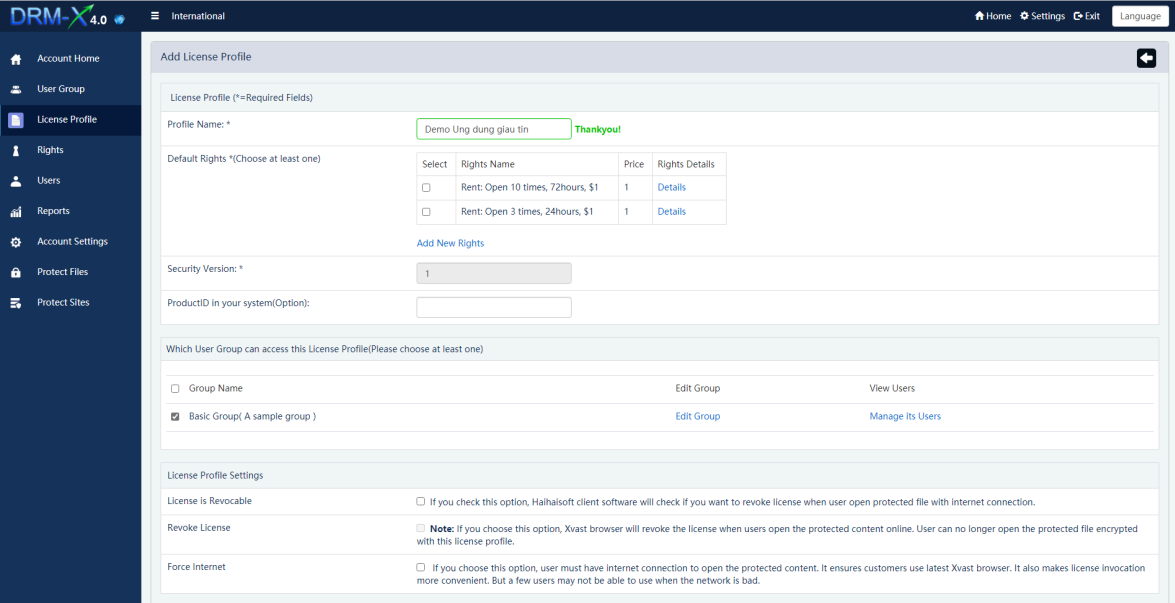 DRM-X 4.0
International
Home Settings Exit Language
Account Home
User Group
License Profile
Rights
Users
Reports
Account Settings
Protect Files
Protect Sites
Add License Profile
License Profile (*=Required Fields)
Profile Name: * Demo Ung dung giau tin Thankyou!
Default Rights *(Choose at least one)
Select Rights Name Price Rights Details
Rent: Open 10 times, 72hours, $1 1 Details
Rent: Open 3 times, 24hours, $1 1 Details
Add New Rights
Security Version: * 1
ProductID in your system(Option):
Which User Group can access this License Profile(Please choose at least one)
Group Name Edit Group View Users
Basic Group( A sample group ) Edit Group Manage its Users
License Profile Settings
License is Revocable If you check this option, Haihaisoft client software will check if you want to revoke license when user open protected file with internet connection.
Revoke License Note: if you choose this option, Xvast browser will revoke the license when users open the protected content online. User can no longer open the protected file encrypted
with this license profile.
Force Internet If you choose this option, user must have internet connection to open the protected content. It ensures customers use latest Xvast browser. It also makes license invocation
more convenient. But a few users may not be able to use when the network is bad.